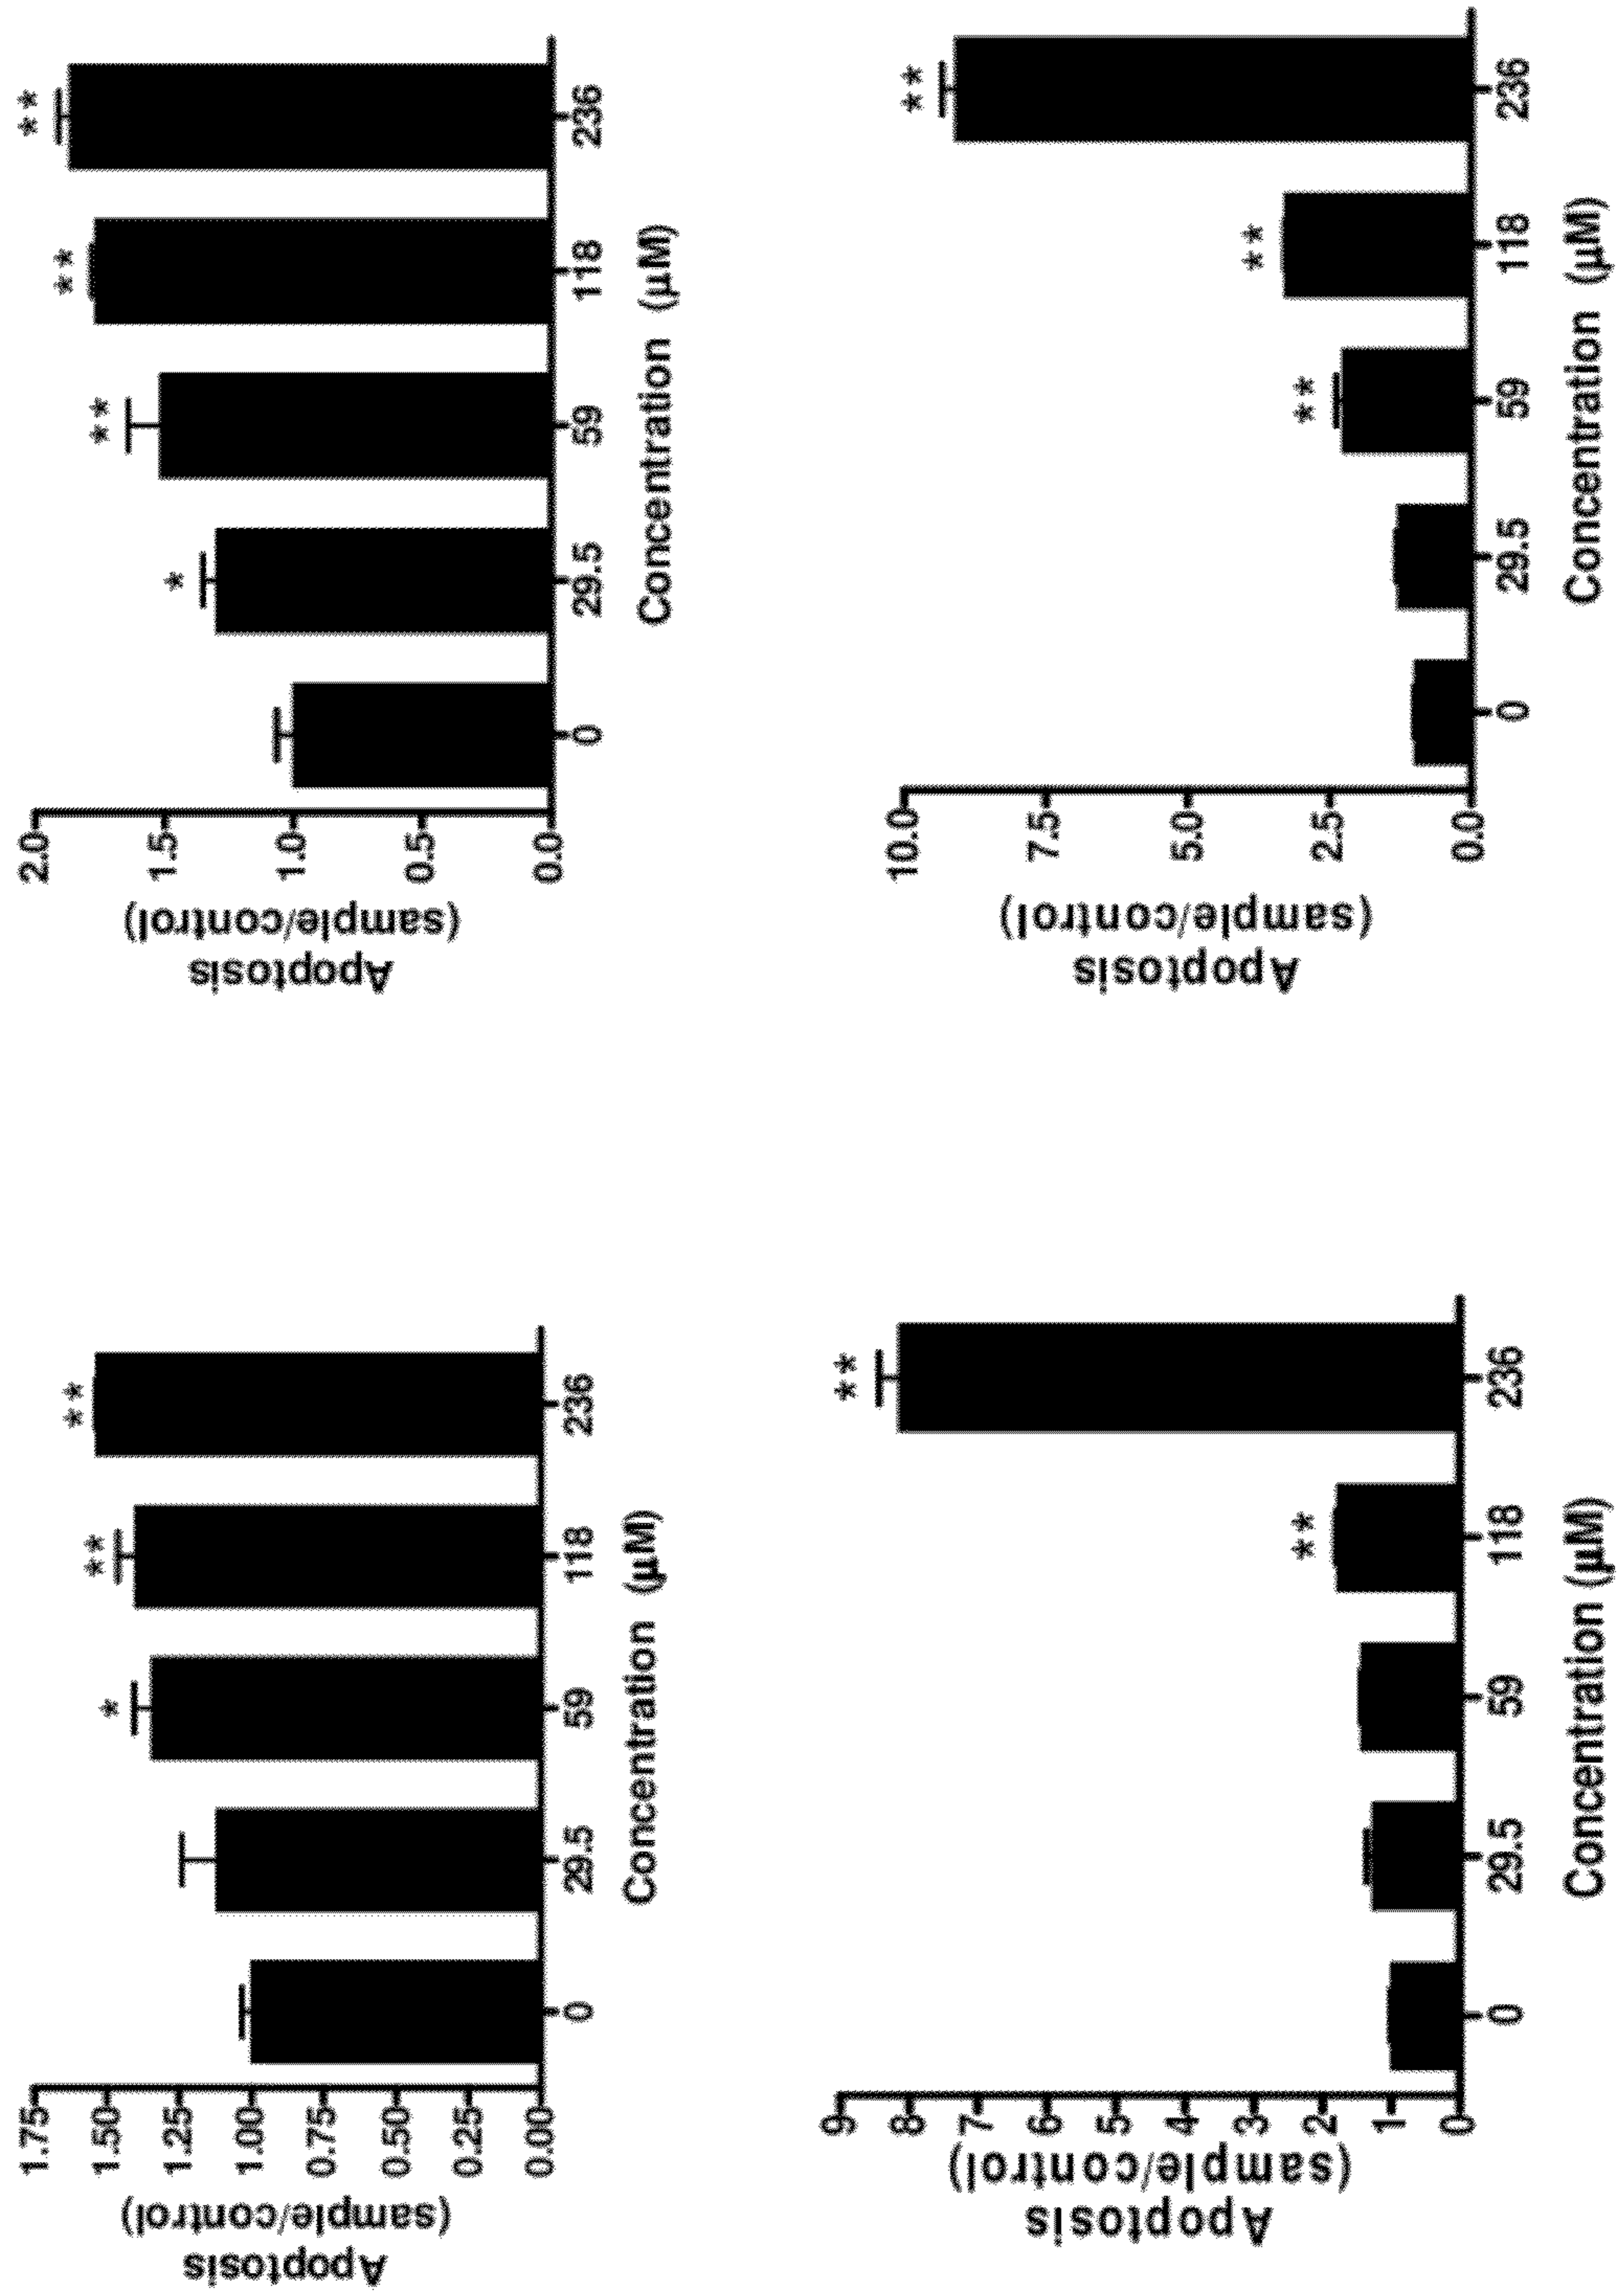 Apoptosis
(sample/control)
1.75
1.50
1.25
1.00
0.75
0.50
0.25
0.00
*
**
**
0 29.5 59 118 236
Concentration (μM)
Apoptosis
(sample/control)
2.0
1.5
1.0
0.5
0.0
*
**
**
**
0 29.5 59 118 236
Concentration (μM)
Apoptosis
(sample/control)
9
8
7
6
5
4
3
2
1
0
**
**
0 29.5 59 118 236
Concentration (μM)
Apoptosis
(sample/control)
10.0
7.5
5.0
2.5
0.0
**
**
**
0 29.5 59 118 236
Concentration (μM)